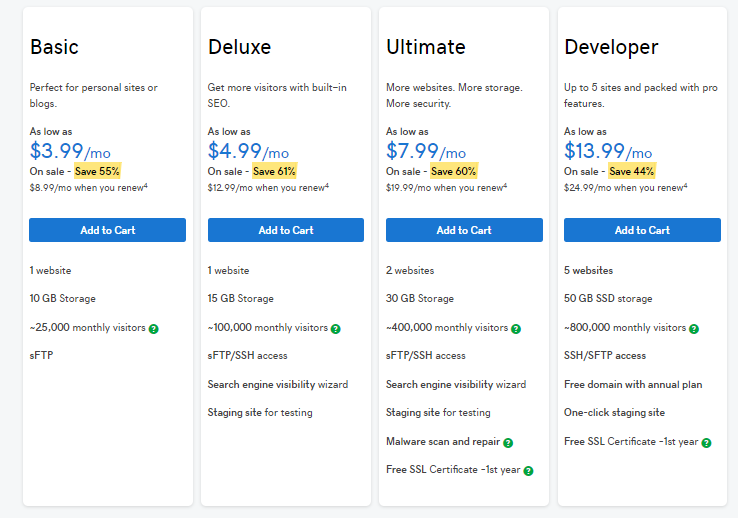 Basic
Perfect for personal sites or
blogs.
As low as
$3.99/mo
On sale - Save 55%
$8.99/mo when you renew4
Add to Cart
1 website
10 GB Storage
~25,000 monthly visitors ?
sFTP
Deluxe
Get more visitors with built-in
SEO.
As low as
$4.99/mo
On sale - Save 61%
$12.99/mo when you renew4
Add to Cart
1 website
15 GB Storage
~100,000 monthly visitors ?
sFTP/SSH access
Search engine visibility wizard
Staging site for testing
Ultimate
More websites. More storage.
More security.
As low as
$7.99/mo
On sale - Save 60%
$19.99/mo when you renew4
Add to Cart
2 websites
30 GB Storage
~400,000 monthly visitors ?
sFTP/SSH access
Search engine visibility wizard
Staging site for testing
Malware scan and repair ?
Free SSL Certificate -1st year ?
Developer
Up to 5 sites and packed with pro
features.
As low as
$13.99/mo
On sale - Save 44%
$24.99/mo when you renew4
Add to Cart
5 websites
50 GB SSD storage
~800,000 monthly visitors ?
SSH/SFTP access
Free domain with annual plan
One-click staging site
Free SSL Certificate -1st year ?